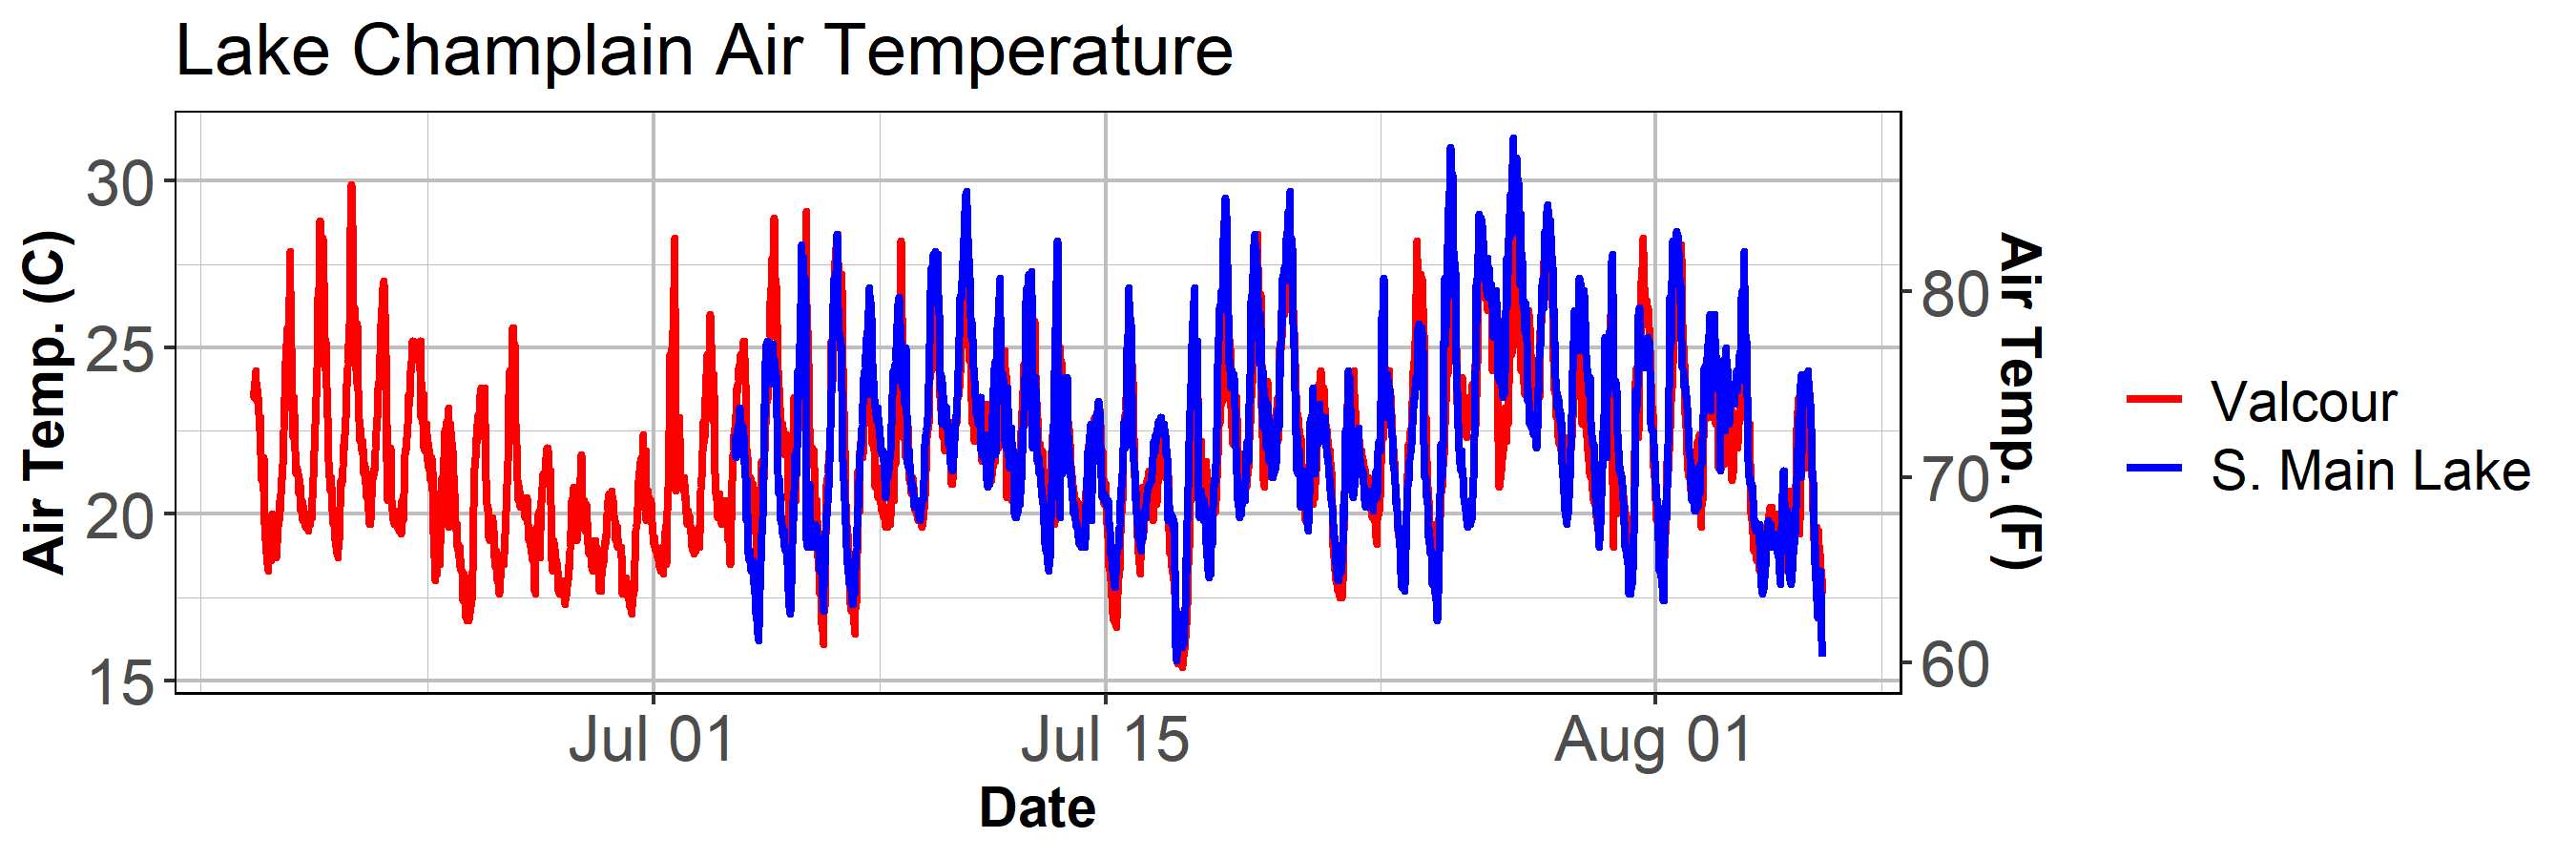 Lake Champlain Air Temperature
Air Temp. (C)
30
25
20
15
Jul 01
Jul 15
Aug 01
Date
80
70
60
Air Temp. (F)
Valcour
S. Main Lake